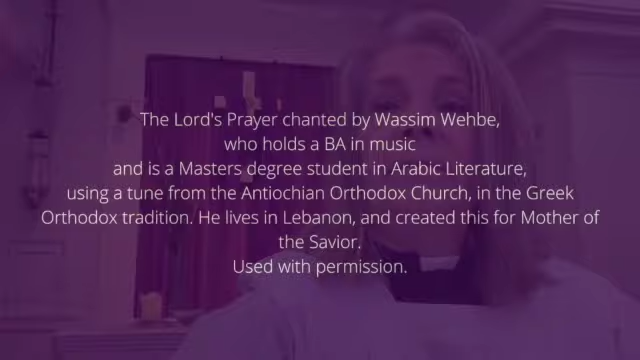 The Lord's Prayer chanted by Wassim Wehbe,
who holds a BA in music
and is a Masters degree student in Arabic Literature,
using a tune from the Antiochian Orthodox Church, in the Greek
Orthodox tradition. He lives in Lebanon, and created this for Mother of
the Savior.
Used with permission.